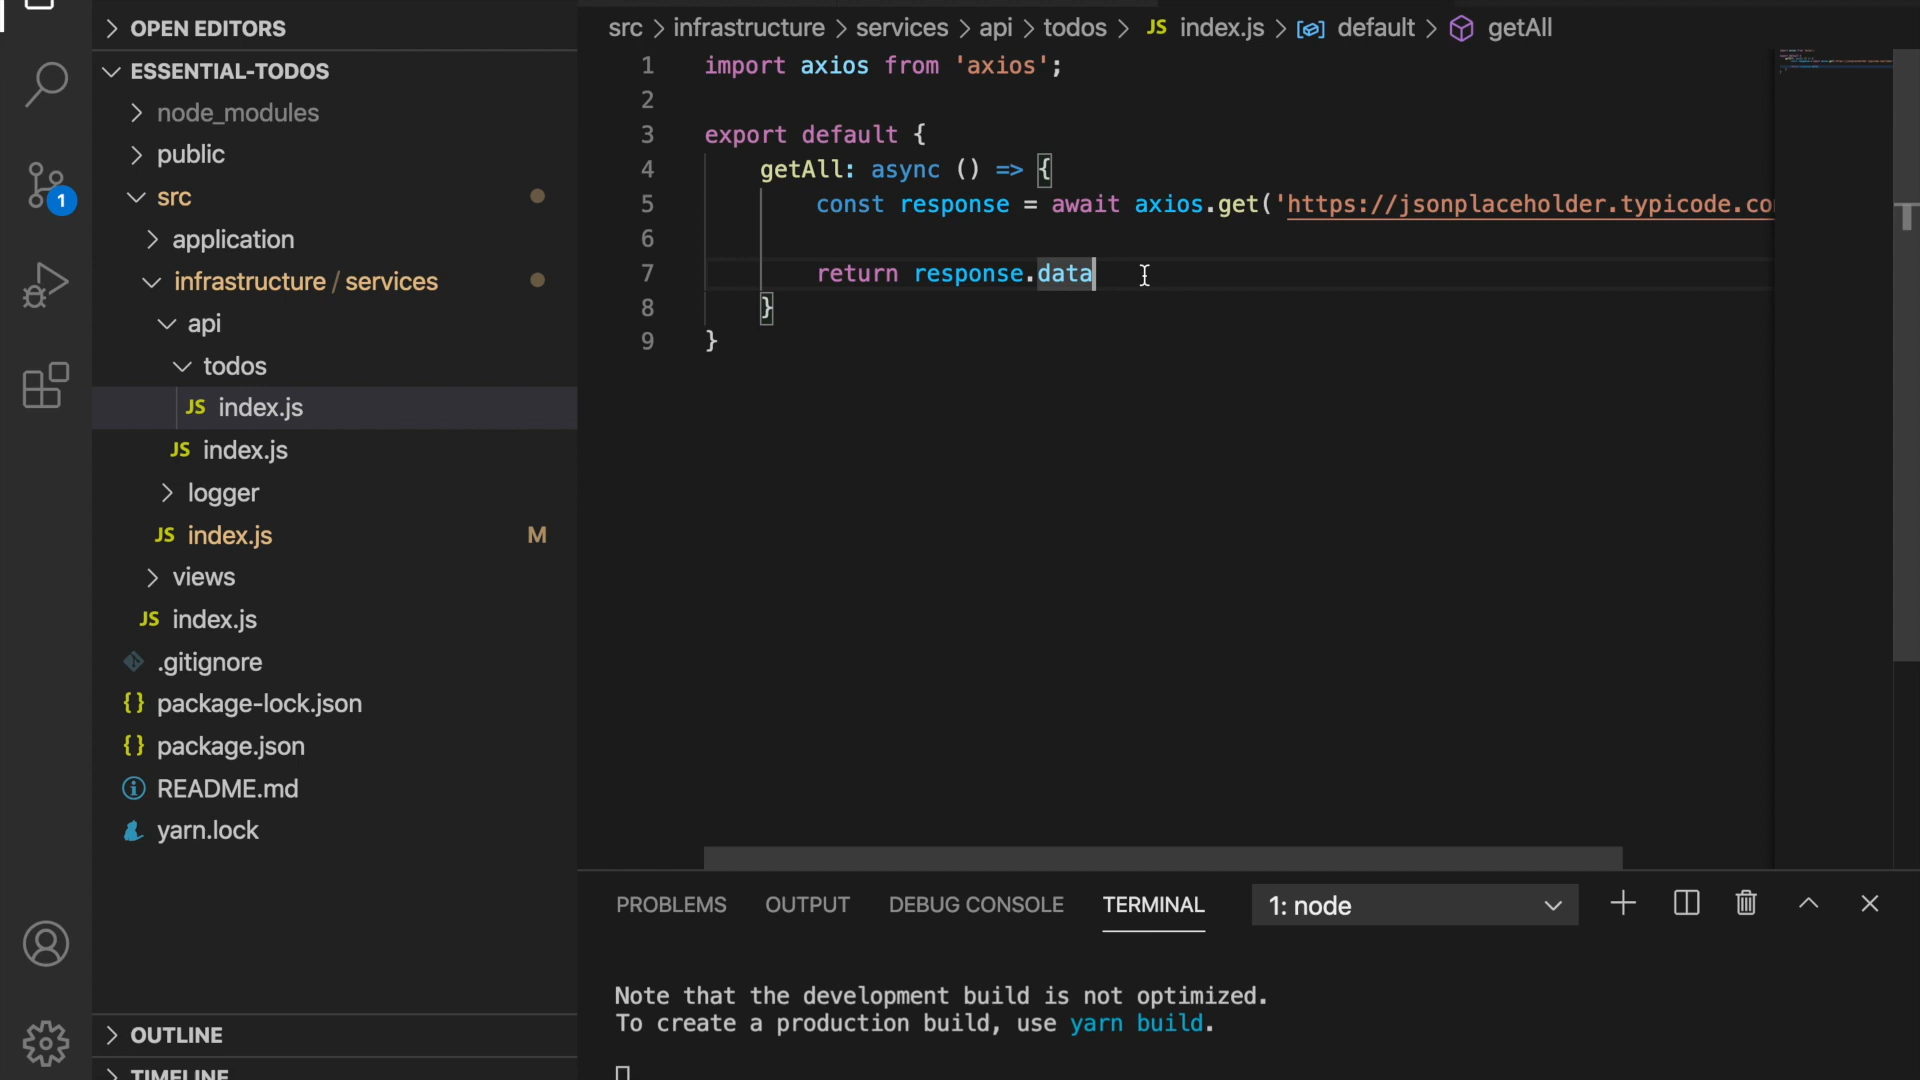 OPEN EDITORS
ESSENTIAL-TODOS
node_modules
public
src
application
infrastructure / services
api
todos
JS index.js
JS index.js
logger
JS index.js M
views
JS index.js
.gitignore
{} package-lock.json
{} package.json
README.md
yarn.lock
OUTLINE
TIMELINE
1
src > infrastructure > services > api > todos > JS index.js > default > getAll
1 import axios from 'axios';
2
3 export default {
4 getAll: async () => {
5 const response = await axios.get('https://jsonplaceholder.typicode.co
6
7 return response.data
8 }
9 }
PROBLEMS OUTPUT DEBUG CONSOLE TERMINAL 1: node
Note that the development build is not optimized.
To create a production build, use yarn build.